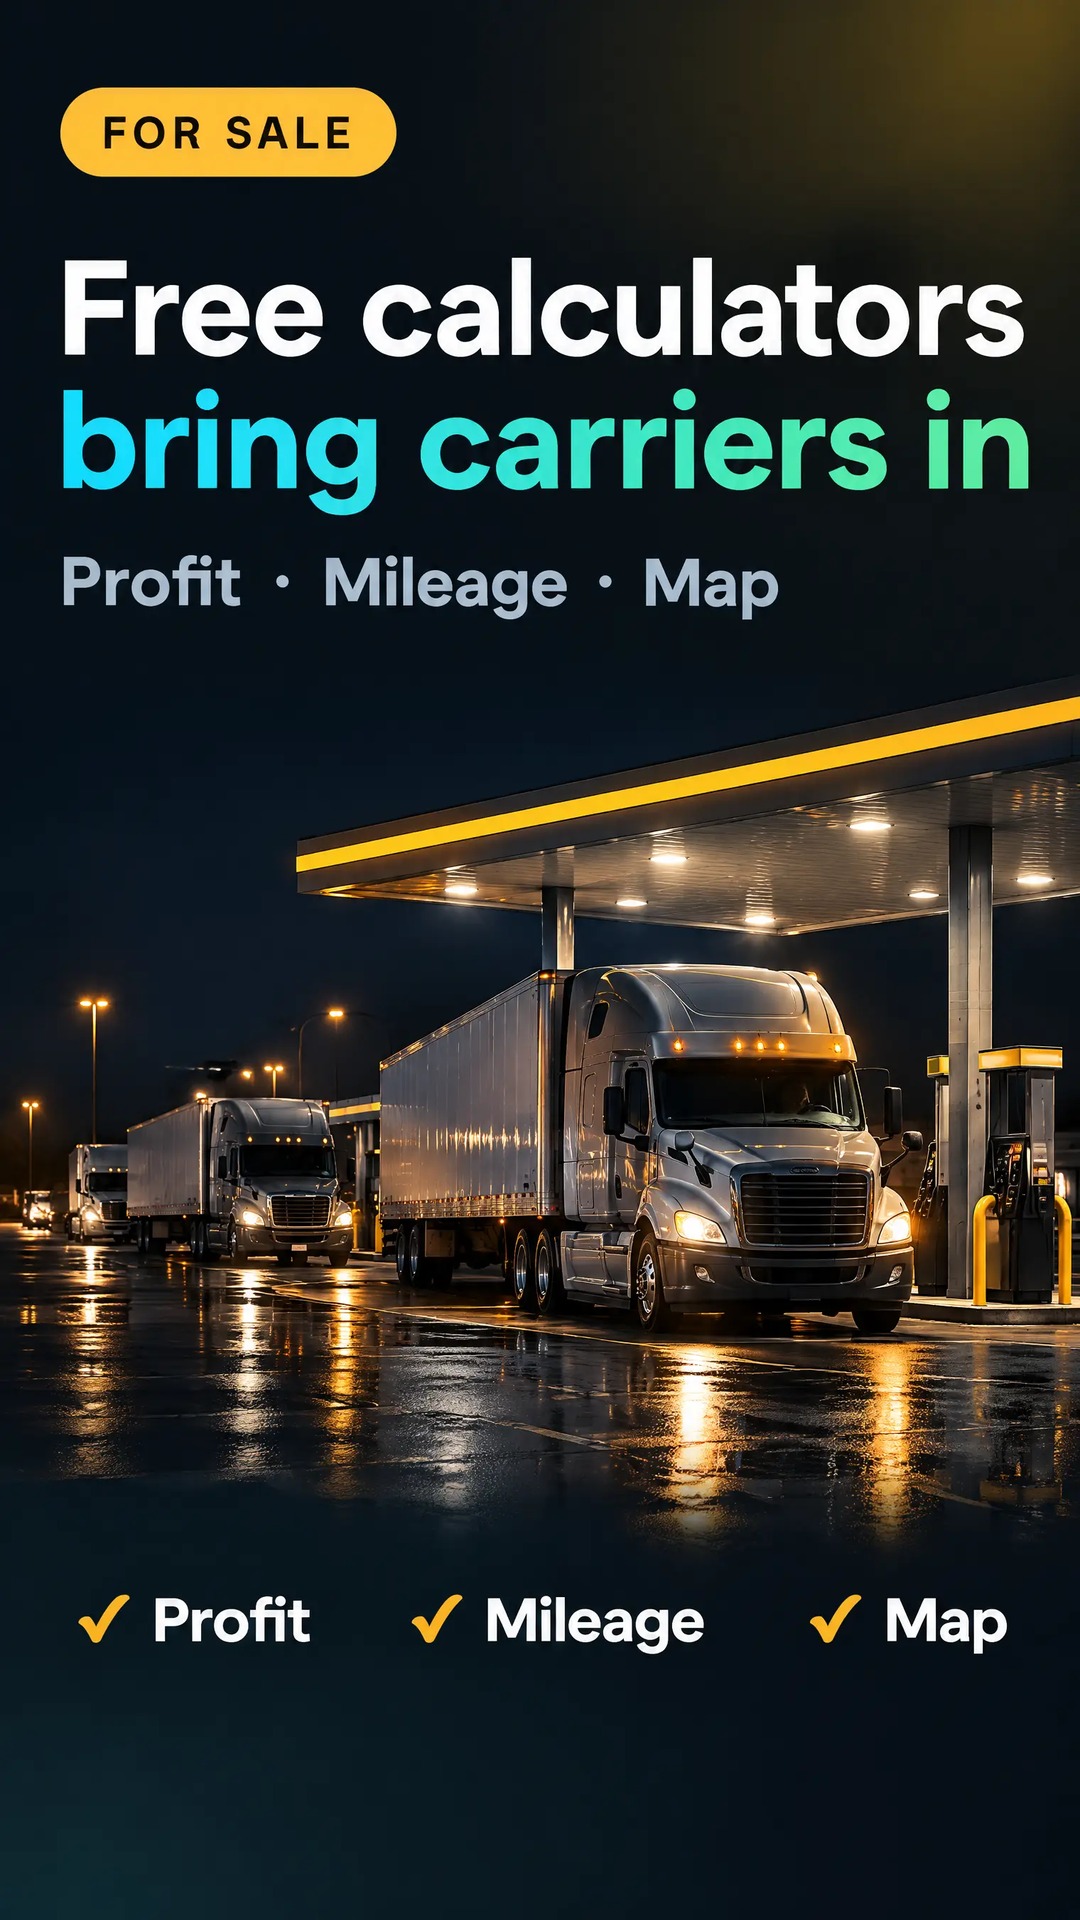 FOR SALE
Free calculators
bring carriers in
Profit · Mileage · Map
✓ Profit ✓ Mileage ✓ Map